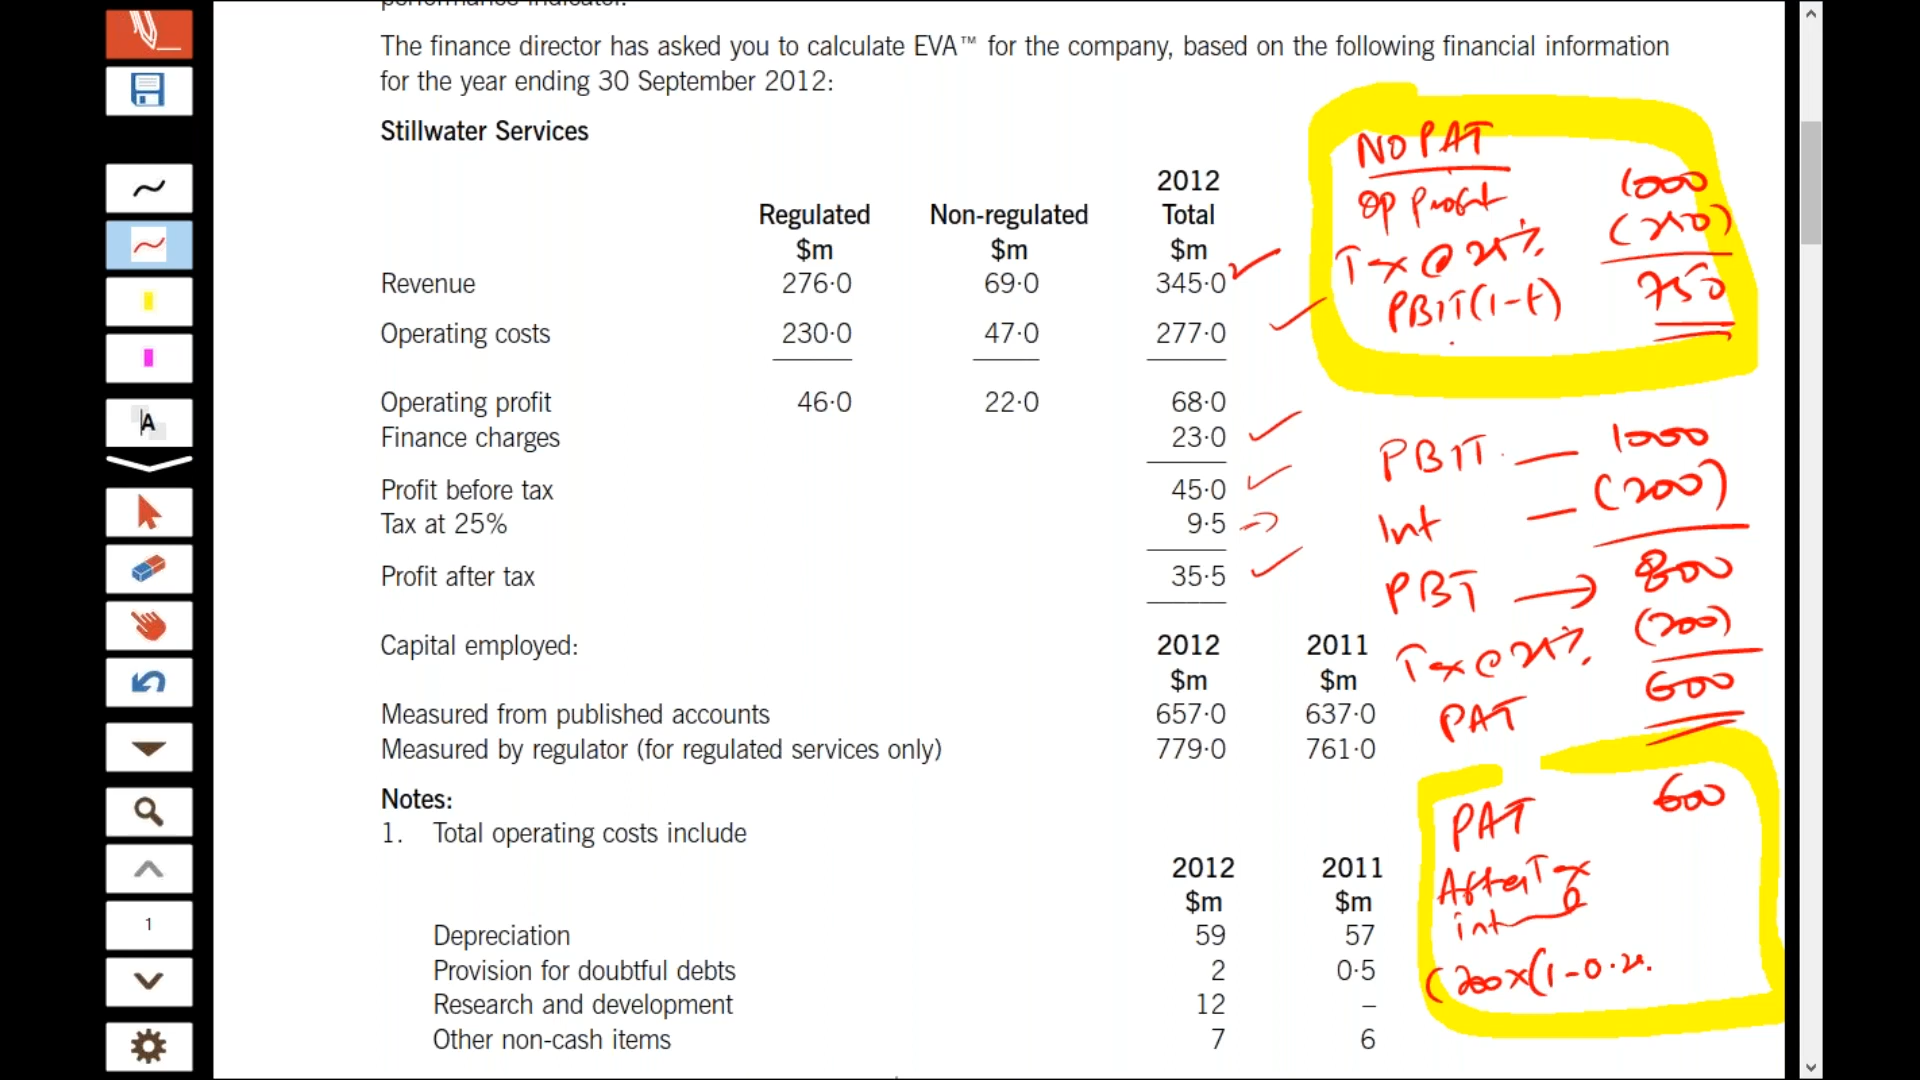 performance indicator.
The finance director has asked you to calculate EVA™ for the company, based on the following financial information
for the year ending 30 September 2012:
Stillwater Services
2012
Regulated Non-regulated Total
$m $m $m
Revenue 276·0 69·0 345·0
Operating costs 230·0 47·0 277·0
Operating profit 46·0 22·0 68·0
Finance charges 23·0
Profit before tax 45·0
Tax at 25% 9·5
Profit after tax 35·5
Capital employed: 2012 2011
$m $m
Measured from published accounts 657·0 637·0
Measured by regulator (for regulated services only) 779·0 761·0
Notes:
1. Total operating costs include
2012 2011
$m $m
Depreciation 59 57
Provision for doubtful debts 2 0·5
Research and development 12 –
Other non-cash items 7 6
NOPAT
Op Profit 1000
Tx @ 25% (250)
PBIT(1-t) 750
PBIT – 1000
Int – (200)
PBT → 800
Tx @ 25% (200)
PAT 600
PAT 600
After Tx
int
(200x(1-0.25
A
1